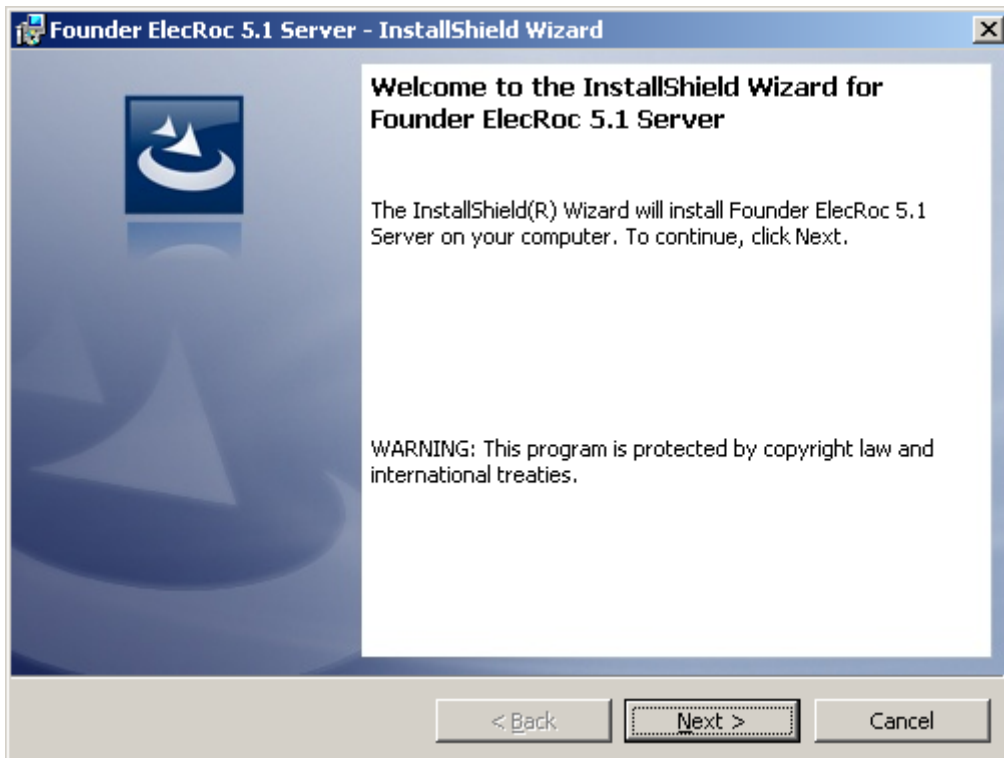 Founder ElecRoc 5.1 Server - InstallShield Wizard
Welcome to the InstallShield Wizard for
Founder ElecRoc 5.1 Server
The InstallShield(R) Wizard will install Founder ElecRoc 5.1
Server on your computer. To continue, click Next.
WARNING: This program is protected by copyright law and
international treaties.
< Back
Next >
Cancel